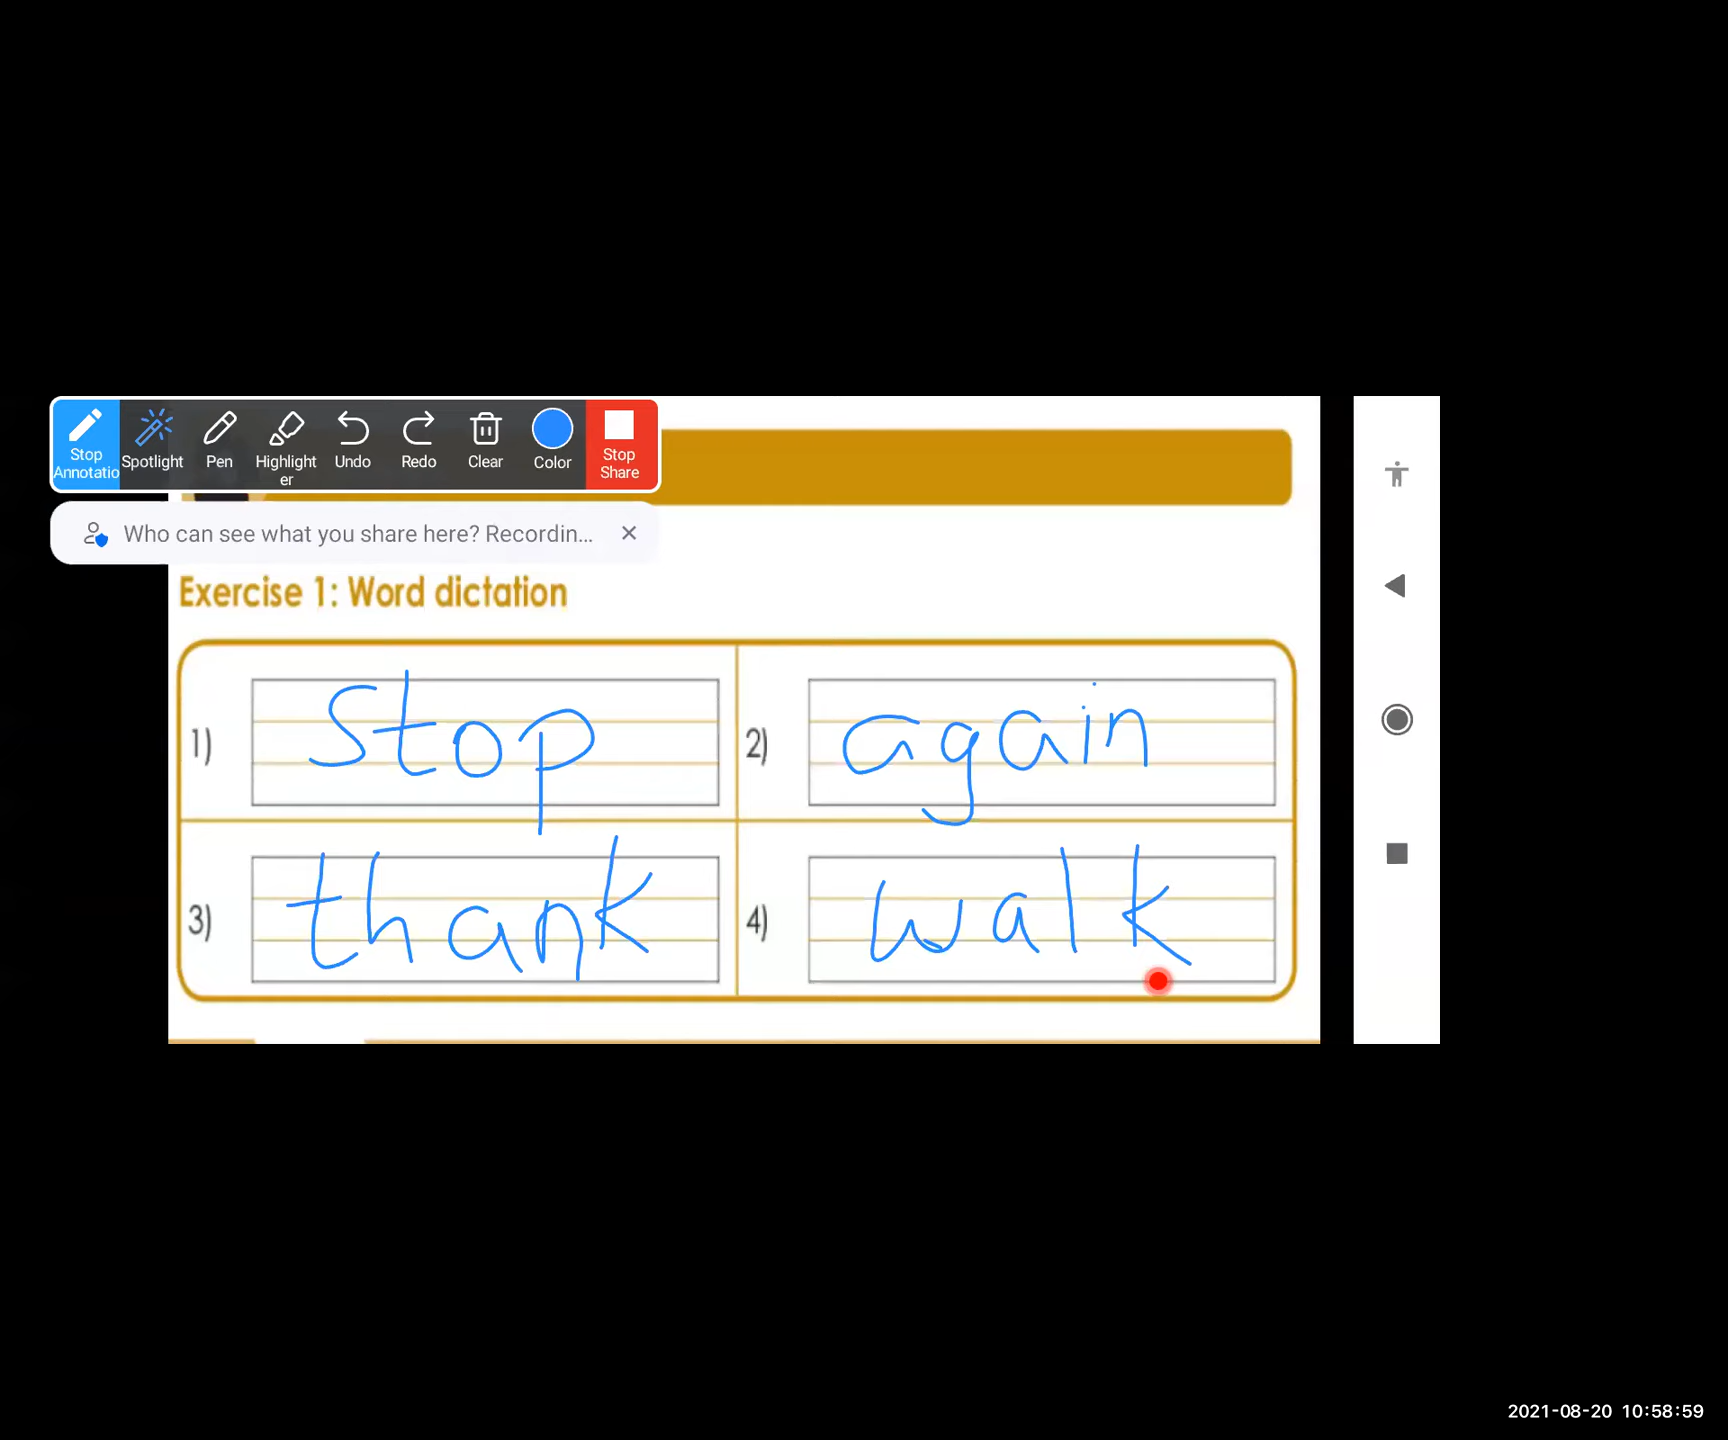 Stop Annotatio
Spotlight
Pen
Highlight
er
Undo
Redo
Clear
Color
Stop Share
Who can see what you share here? Recordin...
Exercise 1: Word dictation
1) Stop
2) again
3) thank
4) walk
2021-08-20 10:58:59